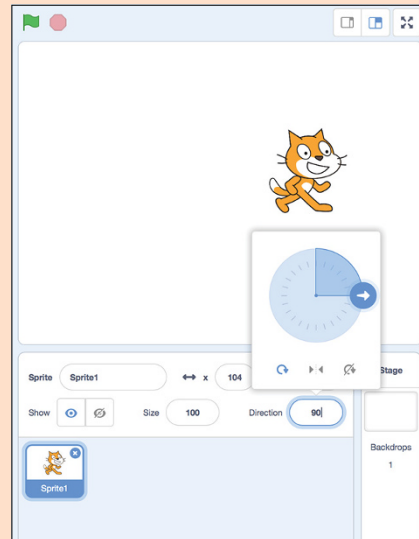 Sprite Sprite1 x 104 Stage
Show Size 100 Direction 90
Backdrops
1
Sprite1